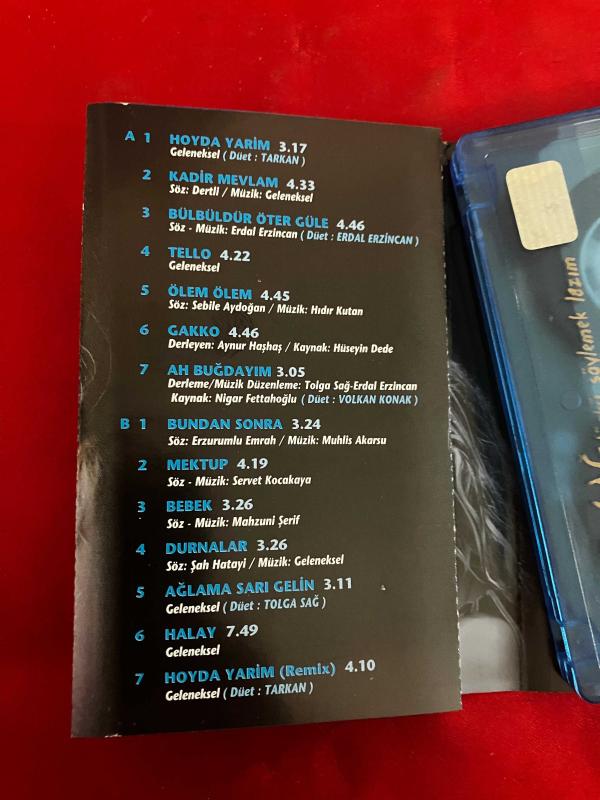 A 1 HOYDA YARİM 3.17
Geleneksel ( Düet : TARKAN )
2 KADİR MEVLAM 4.33
Söz: Dertli / Müzik: Geleneksel
3 BÜLBÜLDÜR ÖTER GÜLE 4.46
Söz - Müzik: Erdal Erzincan ( Düet : ERDAL ERZİNCAN )
4 TELLO 4.22
Geleneksel
5 ÖLEM ÖLEM 4.45
Söz: Sebile Aydoğan / Müzik: Hıdır Kutan
6 GAKKO 4.46
Derleyen: Aynur Haşhaş / Kaynak: Hüseyin Dede
7 AH BUĞDAYIM 3.05
Derleme/Müzik Düzenleme: Tolga Sağ-Erdal Erzincan
Kaynak: Nigar Fettahoğlu ( Düet : VOLKAN KONAK )
B 1 BUNDAN SONRA 3.24
Söz: Erzurumlu Emrah / Müzik: Muhlis Akarsu
2 MEKTUP 4.19
Söz - Müzik: Servet Kocakaya
3 BEBEK 3.26
Söz - Müzik: Mahzuni Şerif
4 DURNALAR 3.26
Söz: Şah Hatayi / Müzik: Geleneksel
5 AĞLAMA SARI GELİN 3.11
Geleneksel ( Düet : TOLGA SAĞ )
6 HALAY 7.49
Geleneksel
7 HOYDA YARİM (Remix) 4.10
Geleneksel ( Düet : TARKAN )
söylemek lazım